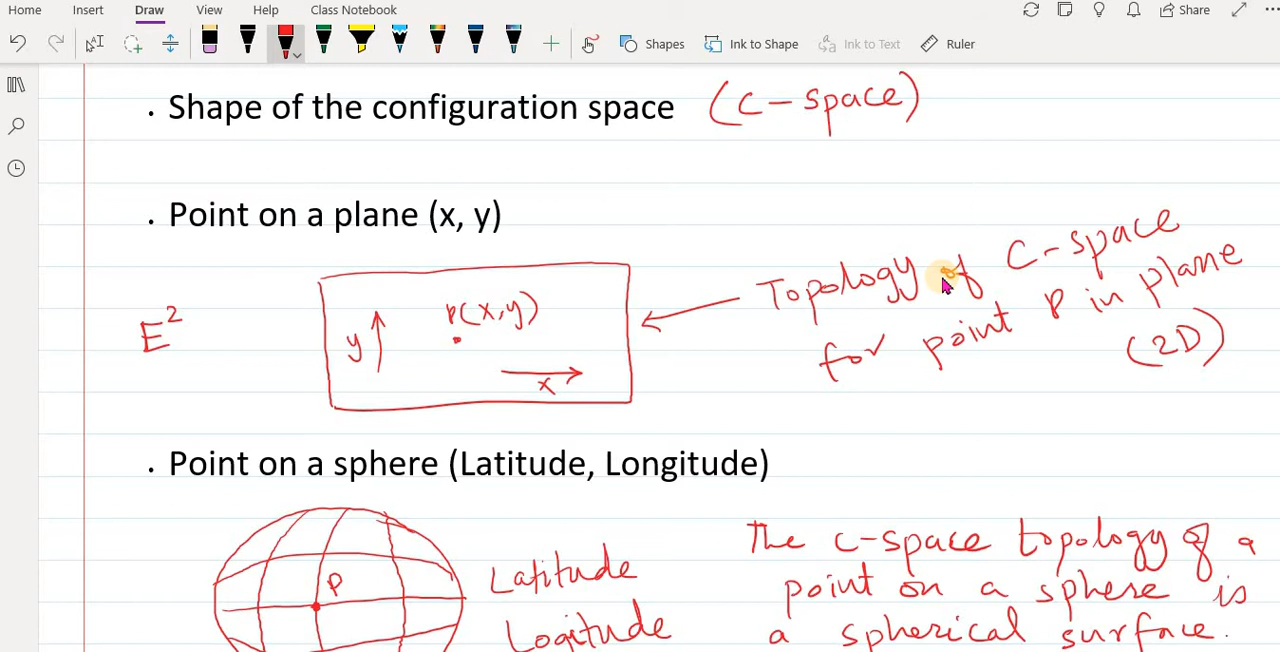 Home Insert Draw View Help Class Notebook Share
Shapes Ink to Shape Ink to Text Ruler
. Shape of the configuration space (C-space)
. Point on a plane (x, y)
E2
P(x,y)
y
x
Topology of C-space
for point P in plane
(2D)
. Point on a sphere (Latitude, Longitude)
P
Latitude
Logitude
The c-space topology of a
point on a sphere is
a spherical surface.